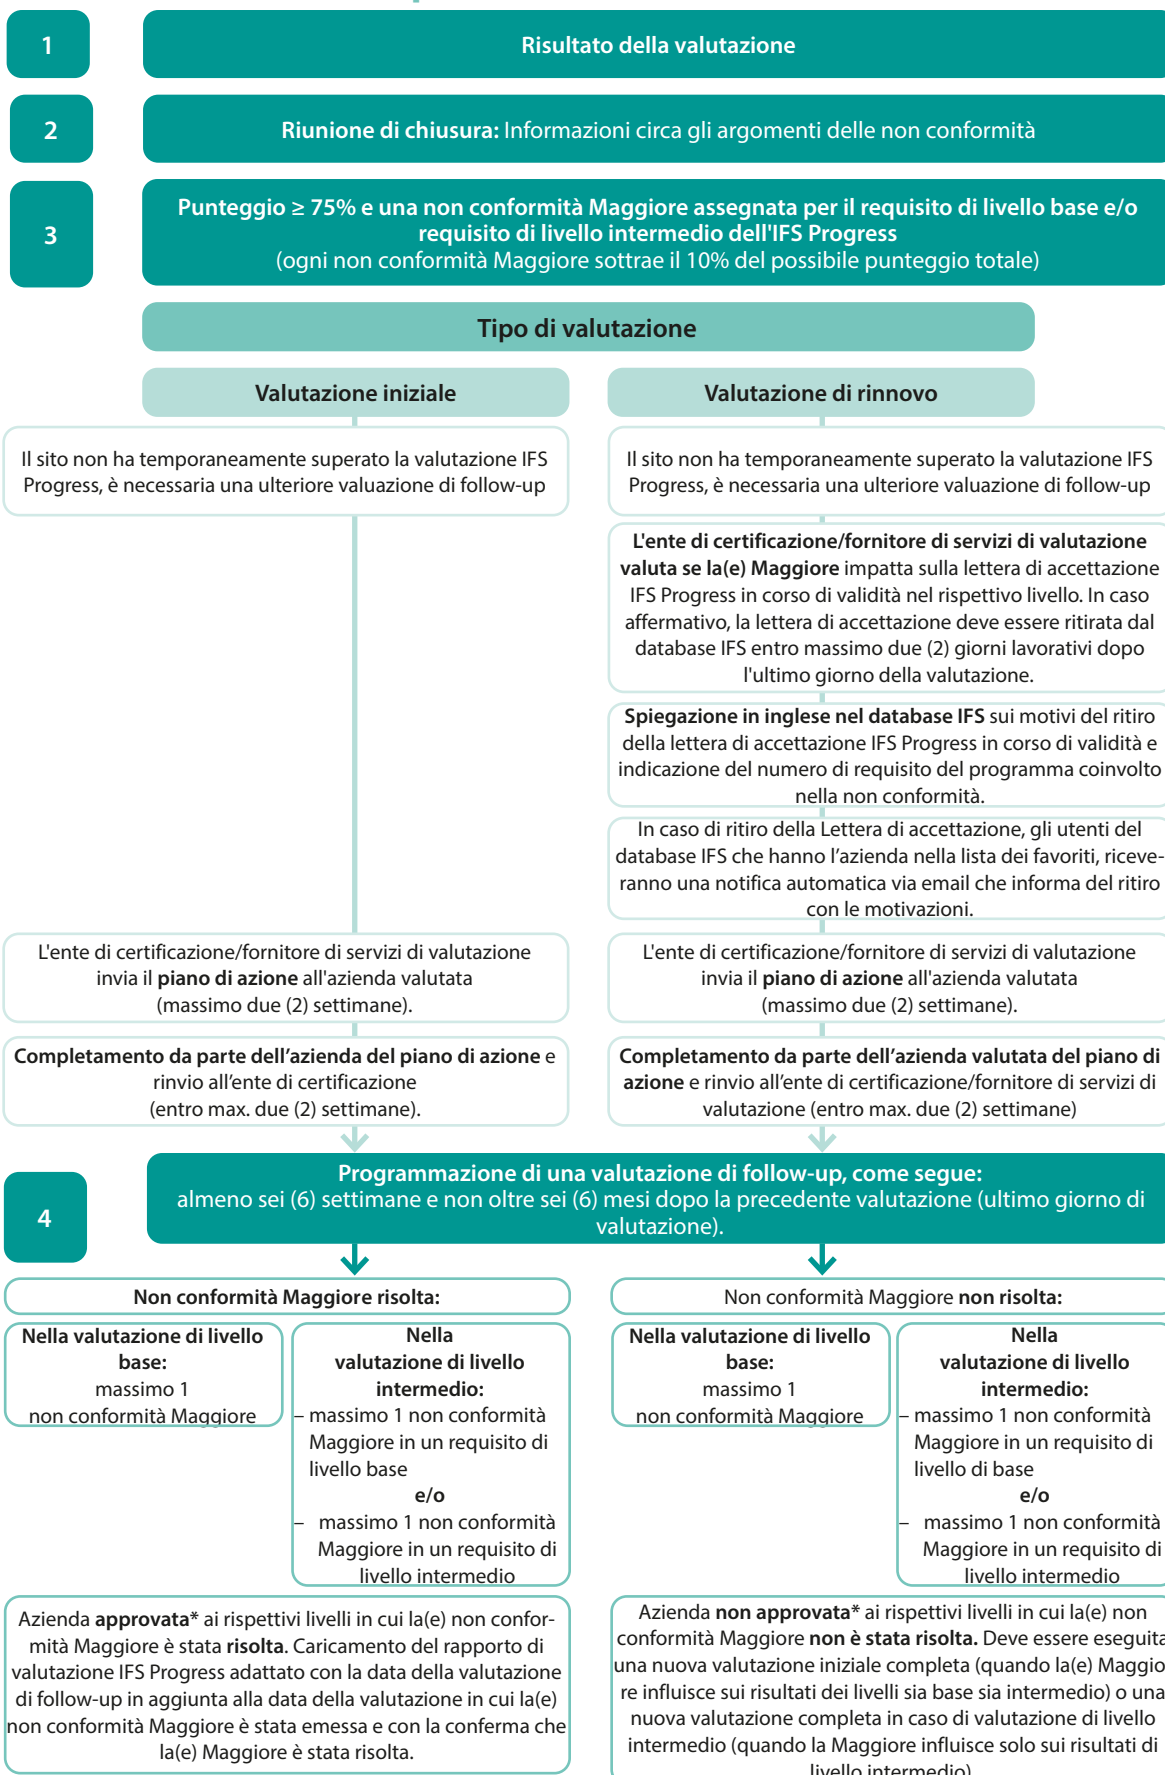 1
Risultato della valutazione
2
Riunione di chiusura: Informazioni circa gli argomenti delle non conformità
3
Punteggio ≥ 75% e una non conformità Maggiore assegnata per il requisito di livello base e/o
requisito di livello intermedio dell'IFS Progress
(ogni non conformità Maggiore sottrae il 10% del possibile punteggio totale)
Tipo di valutazione
Valutazione iniziale
Il sito non ha temporaneamente superato la valutazione IFS
Progress, è necessaria una ulteriore valuazione di follow-up
L'ente di certificazione/fornitore di servizi di valutazione
invia il piano di azione all'azienda valutata
(massimo due (2) settimane).
Completamento da parte dell’azienda del piano di azione e
rinvio all’ente di certificazione
(entro max. due (2) settimane).
Valutazione di rinnovo
Il sito non ha temporaneamente superato la valutazione IFS
Progress, è necessaria una ulteriore valuazione di follow-up
L'ente di certificazione/fornitore di servizi di valutazione
valuta se la(e) Maggiore impatta sulla lettera di accettazione
IFS Progress in corso di validità nel rispettivo livello. In caso
affermativo, la lettera di accettazione deve essere ritirata dal
database IFS entro massimo due (2) giorni lavorativi dopo
l'ultimo giorno della valutazione.
Spiegazione in inglese nel database IFS sui motivi del ritiro
della lettera di accettazione IFS Progress in corso di validità e
indicazione del numero di requisito del programma coinvolto
nella non conformità.
In caso di ritiro della Lettera di accettazione, gli utenti del
database IFS che hanno l’azienda nella lista dei favoriti, riceve-
ranno una notifica automatica via email che informa del ritiro
con le motivazioni.
L'ente di certificazione/fornitore di servizi di valutazione
invia il piano di azione all'azienda valutata
(massimo due (2) settimane).
Completamento da parte dell’azienda valutata del piano di
azione e rinvio all’ente di certificazione/fornitore di servizi di
valutazione (entro max. due (2) settimane)
4
Programmazione di una valutazione di follow-up, come segue:
almeno sei (6) settimane e non oltre sei (6) mesi dopo la precedente valutazione (ultimo giorno di
valutazione).
Non conformità Maggiore risolta:
Nella valutazione di livello
base:
massimo 1
non conformità Maggiore
Nella
valutazione di livello
intermedio:
– massimo 1 non conformità
Maggiore in un requisito di
livello base
e/o
– massimo 1 non conformità
Maggiore in un requisito di
livello intermedio
Azienda approvata* ai rispettivi livelli in cui la(e) non confor-
mità Maggiore è stata risolta. Caricamento del rapporto di
valutazione IFS Progress adattato con la data della valutazione
di follow-up in aggiunta alla data della valutazione in cui la(e)
non conformità Maggiore è stata emessa e con la conferma che
la(e) Maggiore è stata risolta.
Non conformità Maggiore non risolta:
Nella valutazione di livello
base:
massimo 1
non conformità Maggiore
Nella
valutazione di livello
intermedio:
– massimo 1 non conformità
Maggiore in un requisito di
livello di base
e/o
– massimo 1 non conformità
Maggiore in un requisito di
livello intermedio
Azienda non approvata* ai rispettivi livelli in cui la(e) non
conformità Maggiore non è stata risolta. Deve essere eseguita
una nuova valutazione iniziale completa (quando la(e) Maggio
re influisce sui risultati dei livelli sia base sia intermedio) o una
nuova valutazione completa in caso di valutazione di livello
intermedio (quando la Maggiore influisce solo sui risultati di
livello intermedio)